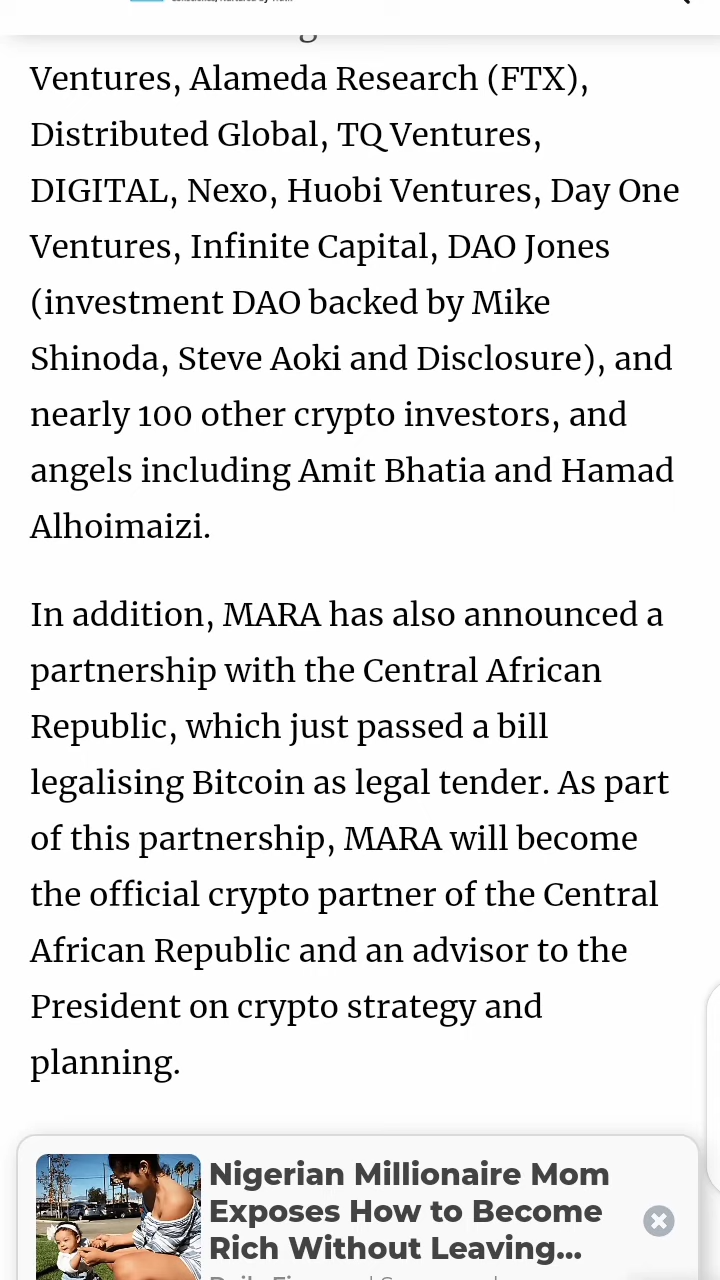 Ventures, Alameda Research (FTX),
Distributed Global, TQ Ventures,
DIGITAL, Nexo, Huobi Ventures, Day One
Ventures, Infinite Capital, DAO Jones
(investment DAO backed by Mike
Shinoda, Steve Aoki and Disclosure), and
nearly 100 other crypto investors, and
angels including Amit Bhatia and Hamad
Alhoimaizi.
In addition, MARA has also announced a
partnership with the Central African
Republic, which just passed a bill
legalising Bitcoin as legal tender. As part
of this partnership, MARA will become
the official crypto partner of the Central
African Republic and an advisor to the
President on crypto strategy and
planning.
Nigerian Millionaire Mom
Exposes How to Become
Rich Without Leaving...